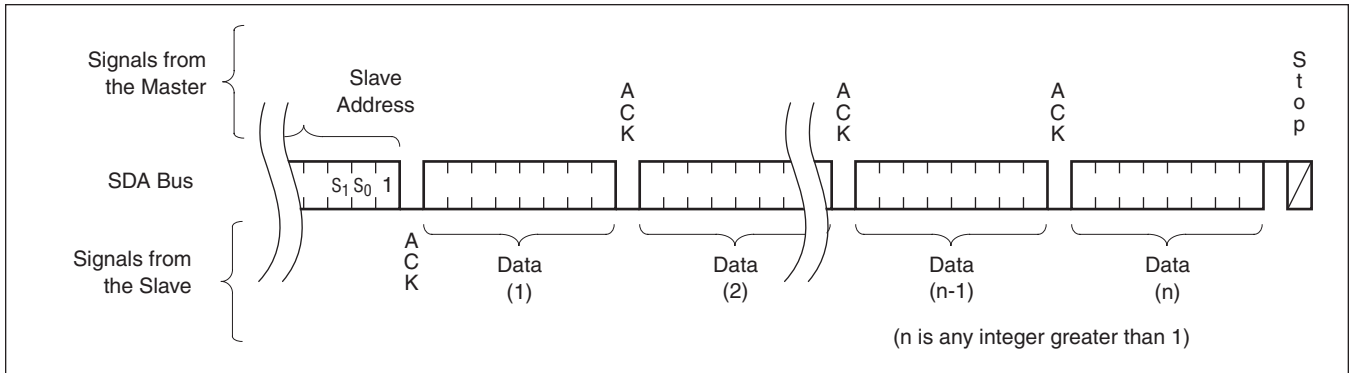 Signals from
the Master
Slave
Address
A
C
K
A
C
K
A
C
K
S
t
o
p
SDA Bus
S₁ S₀ 1
Signals from
the Slave
A
C
K
Data
(1)
Data
(2)
Data
(n-1)
Data
(n)
(n is any integer greater than 1)